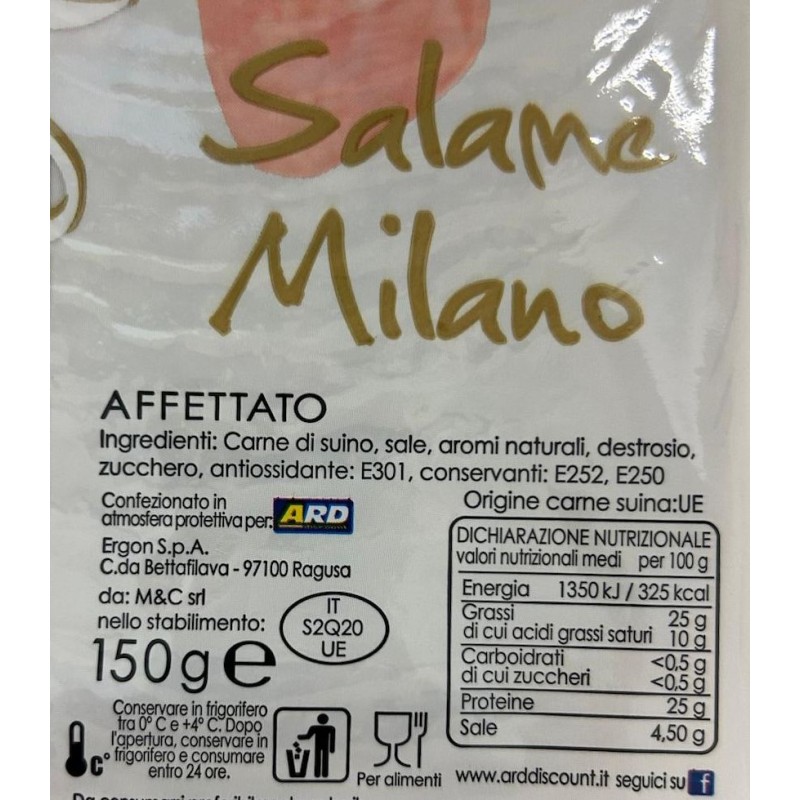 Salame
Milano
AFFETTATO
Ingredienti: Carne di suino, sale, aromi naturali, destrosio,
zucchero, antiossidante: E301, conservanti: E252, E250
Origine carne suina:UE
Confezionato in
atmosfera protettiva per: ARD
Ergon S.p.A.
C.da Bettafilava - 97100 Ragusa
da: M&C srl
nello stabilimento:
IT
S2Q20
UE
150g e
DICHIARAZIONE NUTRIZIONALE
valori nutrizionali medi per 100 g
Energia 1350 kJ / 325 kcal
Grassi 25 g
di cui acidi grassi saturi 10 g
Carboidrati <0,5 g
di cui zuccheri <0,5 g
Proteine 25 g
Sale 4,50 g
Conservare in frigorifero
tra 0° C e +4° C. Dopo
l'apertura, conservare in
frigorifero e consumare
entro 24 ore.
C°
Per alimenti
www.arddiscount.it seguici su f